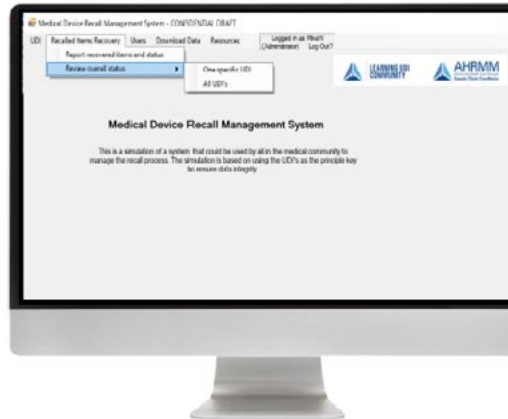 Medical Device Recall Management System - CONFIDENTIAL DRAFT
UDI Recalled Items Recovery Users Download Data Resources
Logged in as
(Administrator) Log Out?
Report recovered items and status
Review overall status
One specific UDI
All UDI's
LEARNING UDI
COMMUNITY
AHRMM
Medical Device Recall Management System
This is a simulation of a system that could be used by all in the medical community to
manage the recall process. The simulation is based on using the UDI's as the principle key
to ensure data integrity.